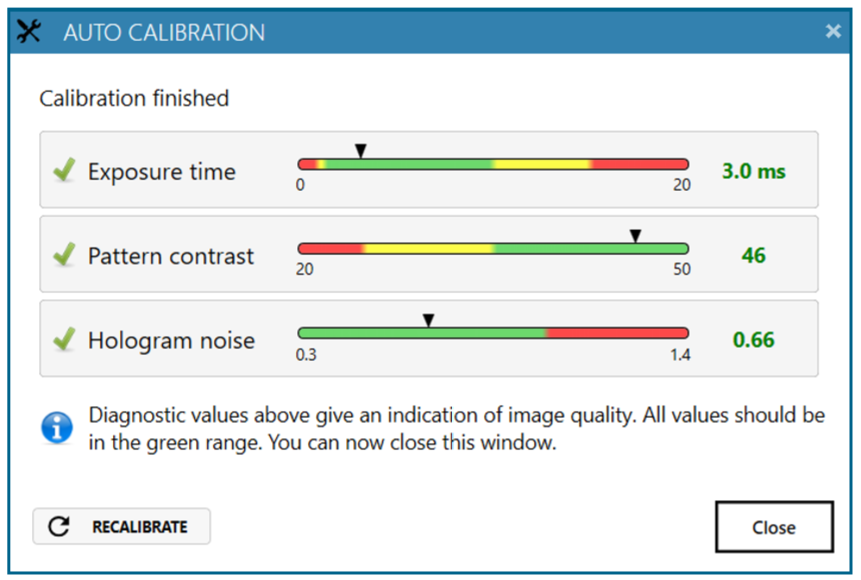 AUTO CALIBRATION
Calibration finished
Exposure time
0
20
3.0 ms
Pattern contrast
20
50
46
Hologram noise
0.3
1.4
0.66
Diagnostic values above give an indication of image quality. All values should be
in the green range. You can now close this window.
RECALIBRATE
Close